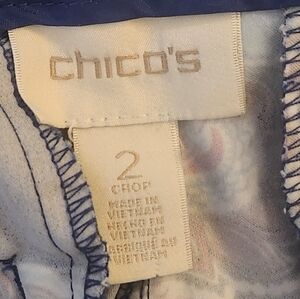 chico's
2
CROP
MADE IN
VIETNAM
HECHO EN
VIETNAM
FABRIQUÉ AU
VIETNAM